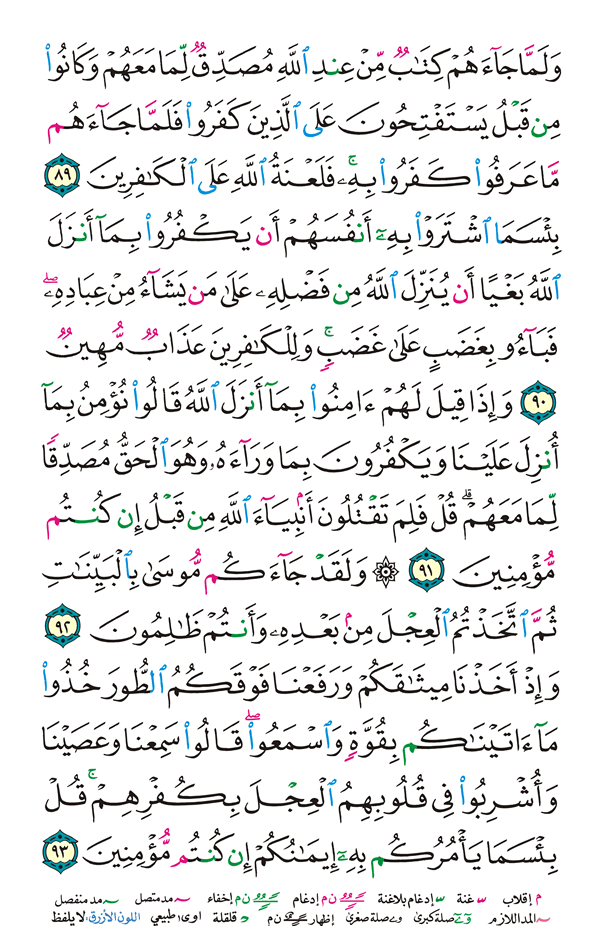 وَلَمَّا جَآءَهُمْ كِتَٰبٌ مِّنْ عِندِ ٱللَّهِ مُصَدِّقٌ لِّمَا مَعَهُمْ وَكَانُوا۟
مِن قَبْلُ يَسْتَفْتِحُونَ عَلَى ٱلَّذِينَ كَفَرُوا۟ فَلَمَّا جَآءَهُم
مَّا عَرَفُوا۟ كَفَرُوا۟ بِهِۦ ۚ فَلَعْنَةُ ٱللَّهِ عَلَى ٱلْكَٰفِرِينَ ٨٩
بِئْسَمَا ٱشْتَرَوْا۟ بِهِۦٓ أَنفُسَهُمْ أَن يَكْفُرُوا۟ بِمَآ أَنزَلَ
ٱللَّهُ بَغْيًا أَن يُنَزِّلَ ٱللَّهُ مِن فَضْلِهِۦ عَلَىٰ مَن يَشَآءُ مِنْ عِبَادِهِۦ ۖ
فَبَآءُو بِغَضَبٍ عَلَىٰ غَضَبٍ ۚ وَلِلْكَٰفِرِينَ عَذَابٌ مُّهِينٌ
٩٠ وَإِذَا قِيلَ لَهُمْ ءَامِنُوا۟ بِمَآ أَنزَلَ ٱللَّهُ قَالُوا۟ نُؤْمِنُ بِمَآ
أُنزِلَ عَلَيْنَا وَيَكْفُرُونَ بِمَا وَرَآءَهُۥ وَهُوَ ٱلْحَقُّ مُصَدِّقًا
لِّمَا مَعَهُمْ ۗ قُلْ فَلِمَ تَقْتُلُونَ أَنۢبِيَآءَ ٱللَّهِ مِن قَبْلُ إِن كُنتُم
مُّؤْمِنِينَ ٩١ ۞ وَلَقَدْ جَآءَكُم مُّوسَىٰ بِٱلْبَيِّنَٰتِ
ثُمَّ ٱتَّخَذْتُمُ ٱلْعِجْلَ مِنۢ بَعْدِهِۦ وَأَنتُمْ ظَٰلِمُونَ ٩٢
وَإِذْ أَخَذْنَا مِيثَٰقَكُمْ وَرَفَعْنَا فَوْقَكُمُ ٱلطُّورَ خُذُوا۟
مَآ ءَاتَيْنَٰكُم بِقُوَّةٍ وَٱسْمَعُوا۟ ۖ قَالُوا۟ سَمِعْنَا وَعَصَيْنَا
وَأُشْرِبُوا۟ فِى قُلُوبِهِمُ ٱلْعِجْلَ بِكُفْرِهِمْ ۚ قُلْ
بِئْسَمَا يَأْمُرُكُم بِهِۦٓ إِيمَٰنُكُمْ إِن كُنتُم مُّؤْمِنِينَ ٩٣
م إقلاب غنة إدغام بلاغنة ن م إدغام ن م إخفاء مد متصل مد منفصل
المد اللازم صلة كبرى صلة صغرى إظهار ن م قلقلة اوى طبيعي اللون الأزرق: لا يلفظ